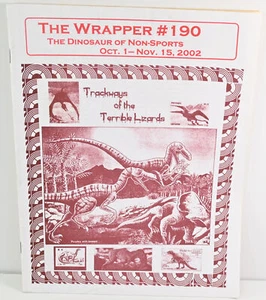 THE WRAPPER #190
THE DINOSAUR OF NON-SPORTS
OCT. 1– NOV. 15, 2002
Trackways
of the
Terrible Lizards